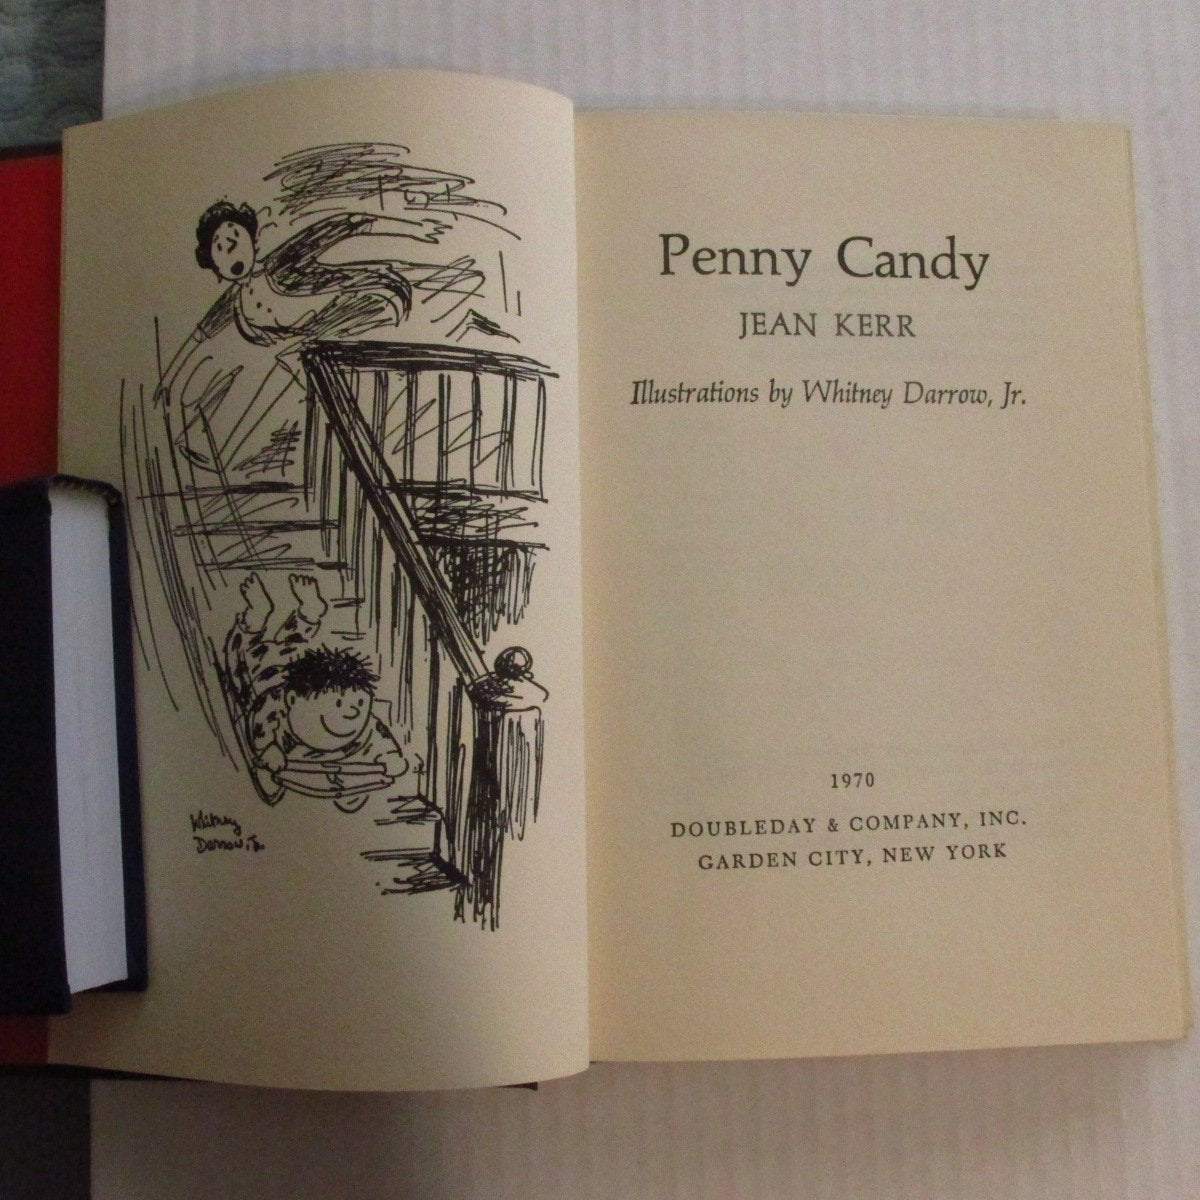 Whitney
Darrow, Jr.
Penny Candy
JEAN KERR
Illustrations by Whitney Darrow, Jr.
1970
DOUBLEDAY & COMPANY, INC.
GARDEN CITY, NEW YORK